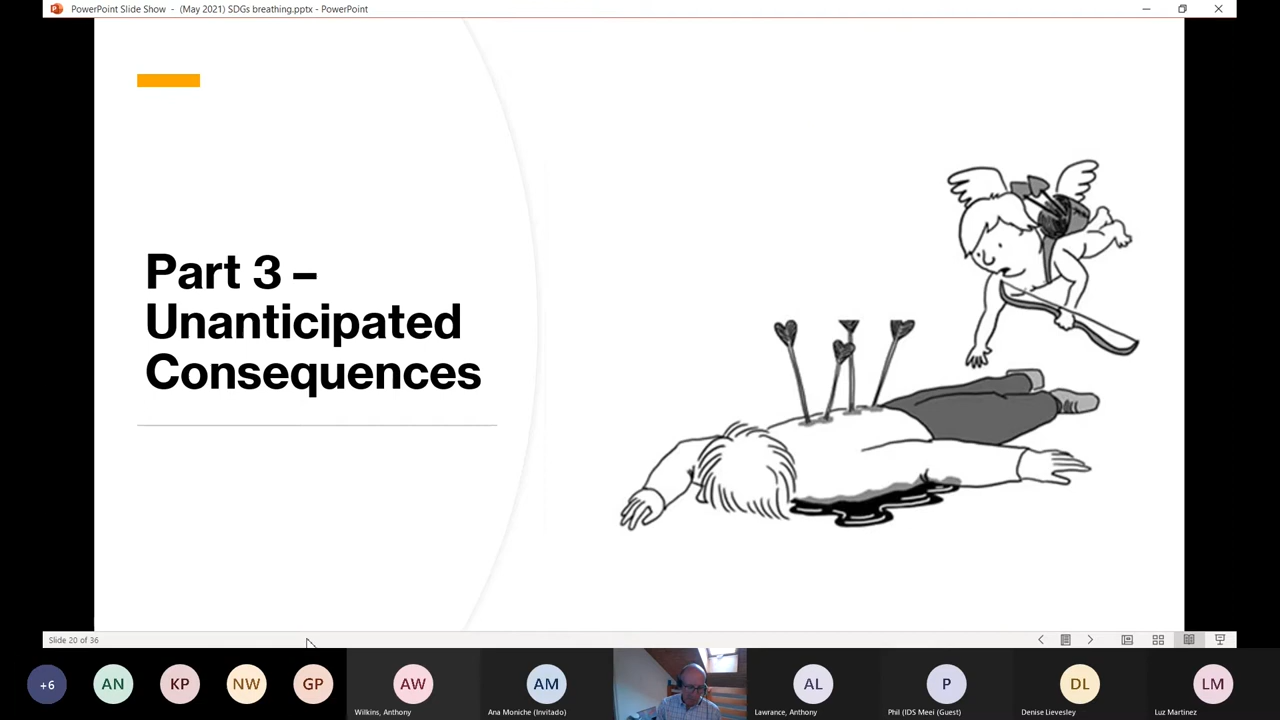 PowerPoint Slide Show - (May 2021) SDGs breathing.pptx - PowerPoint
Part 3 –
Unanticipated
Consequences
Slide 20 of 36
+6
AN
KP
NW
GP
AW
AM
AL
P
DL
LM
Wilkins, Anthony
Ana Moniche (Invitado)
Lawrance, Anthony
Phil (IDS Meei (Guest)
Denise Lievesley
Luz Martinez